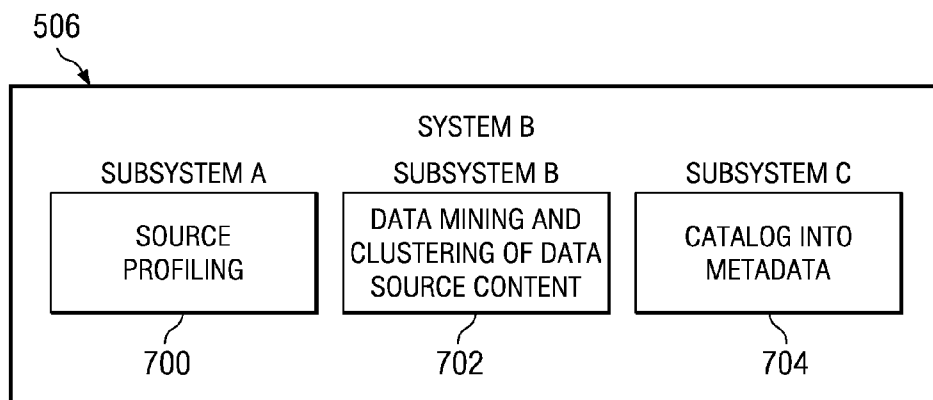 506
SYSTEM B
SUBSYSTEM A
SOURCE
PROFILING
700
SUBSYSTEM B
DATA MINING AND
CLUSTERING OF DATA
SOURCE CONTENT
702
SUBSYSTEM C
CATALOG INTO
METADATA
704